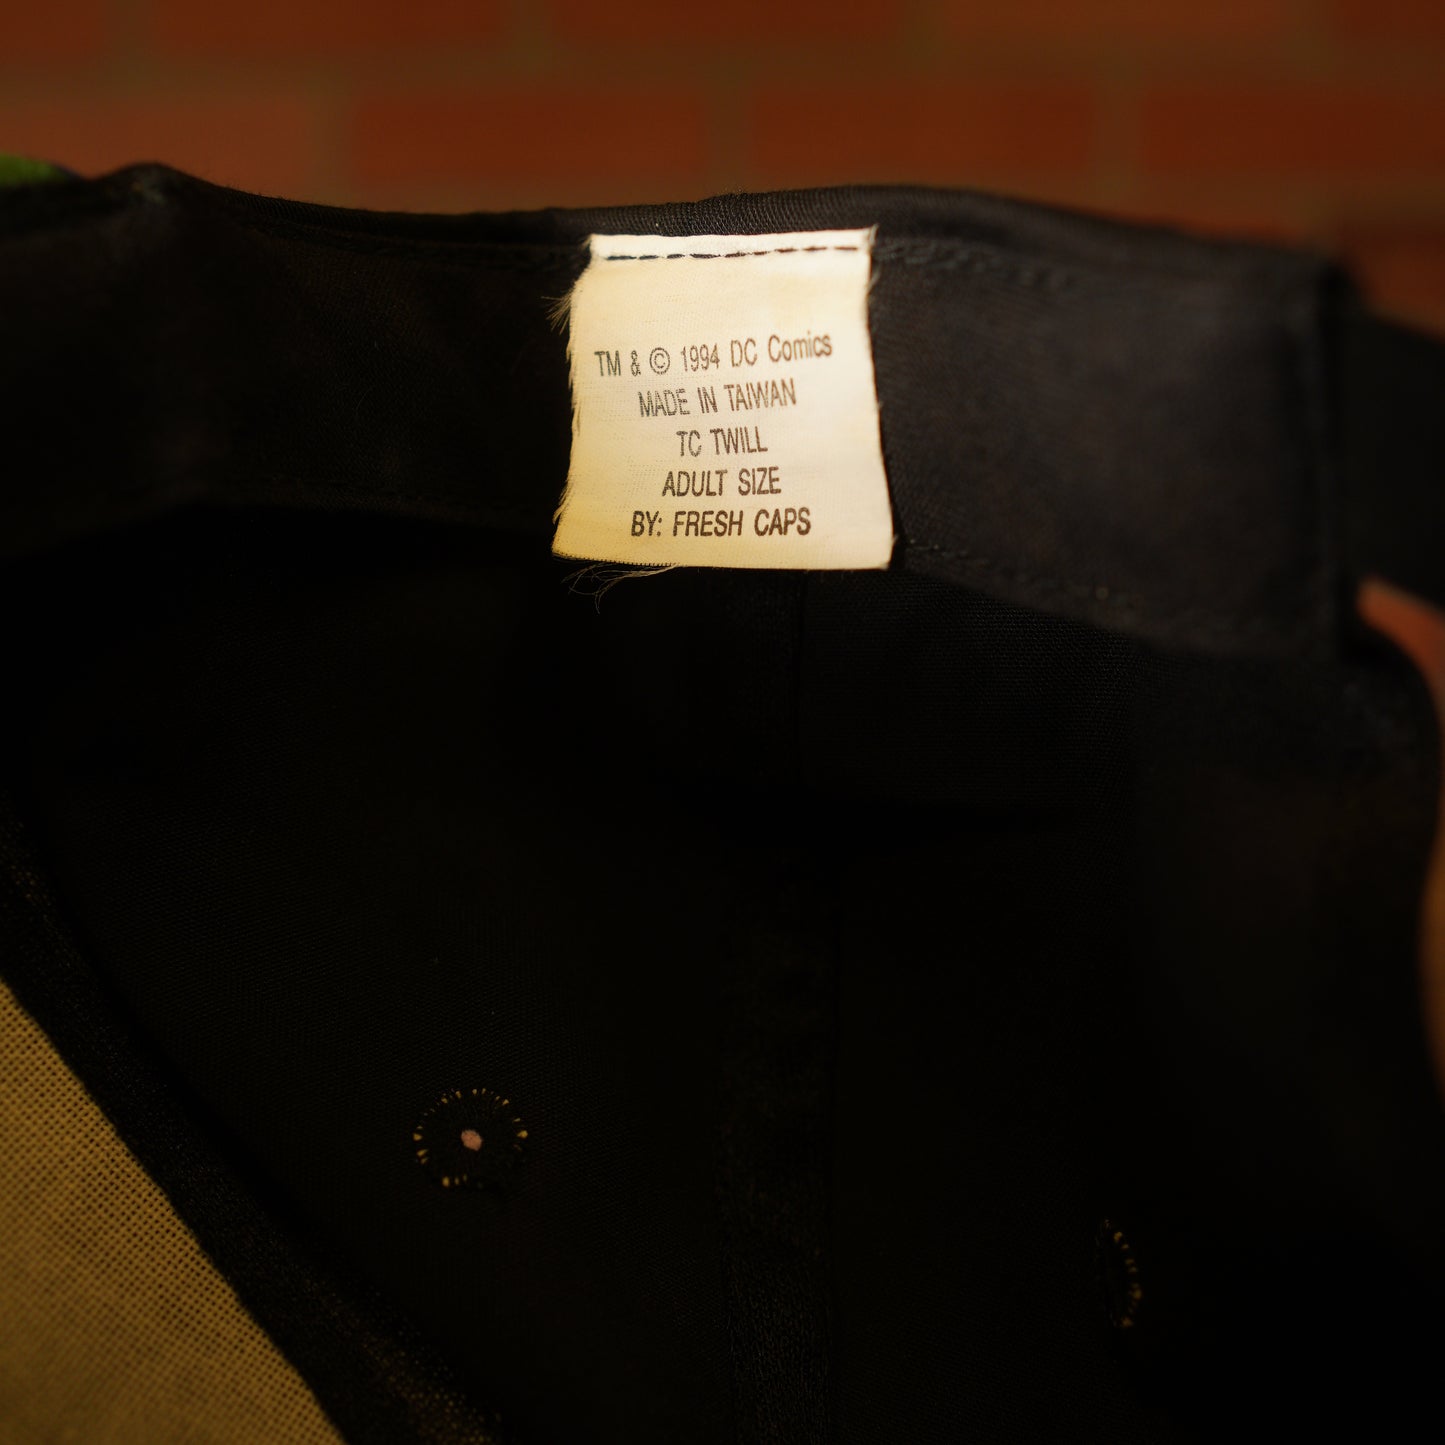 TM & © 1994 DC Comics
MADE IN TAIWAN
TC TWILL
ADULT SIZE
BY: FRESH CAPS